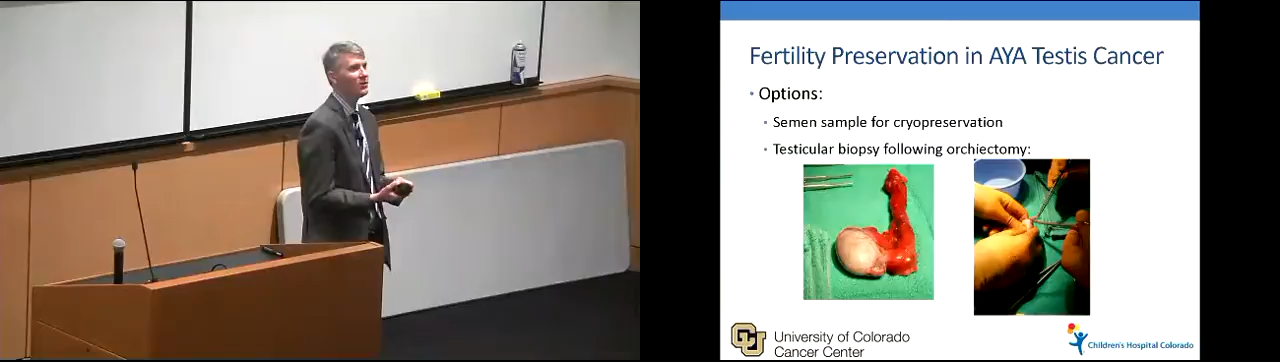 Fertility Preservation in AYA Testis Cancer
• Options:
• Semen sample for cryopreservation
• Testicular biopsy following orchiectomy:
CU
University of Colorado
Cancer Center
Children's Hospital Colorado